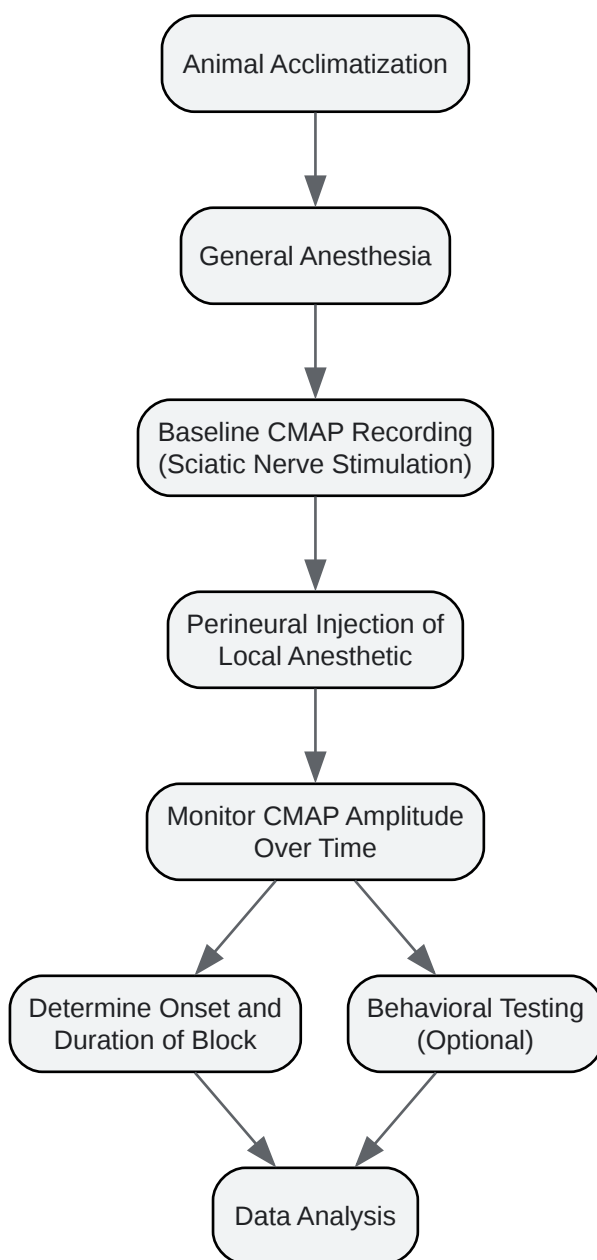 Animal Acclimatization
General Anesthesia
Baseline CMAP Recording
(Sciatic Nerve Stimulation)
Perineural Injection of
Local Anesthetic
Monitor CMAP Amplitude
Over Time
Determine Onset and
Duration of Block
Behavioral Testing
(Optional)
Data Analysis